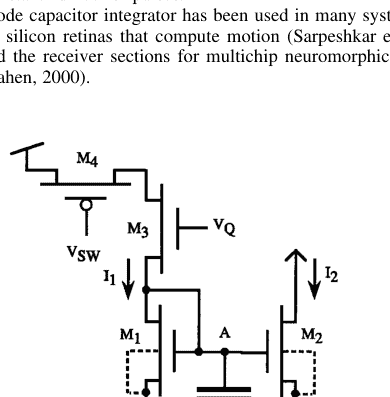 ode capacitor integrator has been used in many syst
silicon retinas that compute motion (Sarpeshkar e
d the receiver sections for multichip neuromorphic
ahen, 2000).
M4
M3
VQ
VSW
I1
I2
M1
A
M2